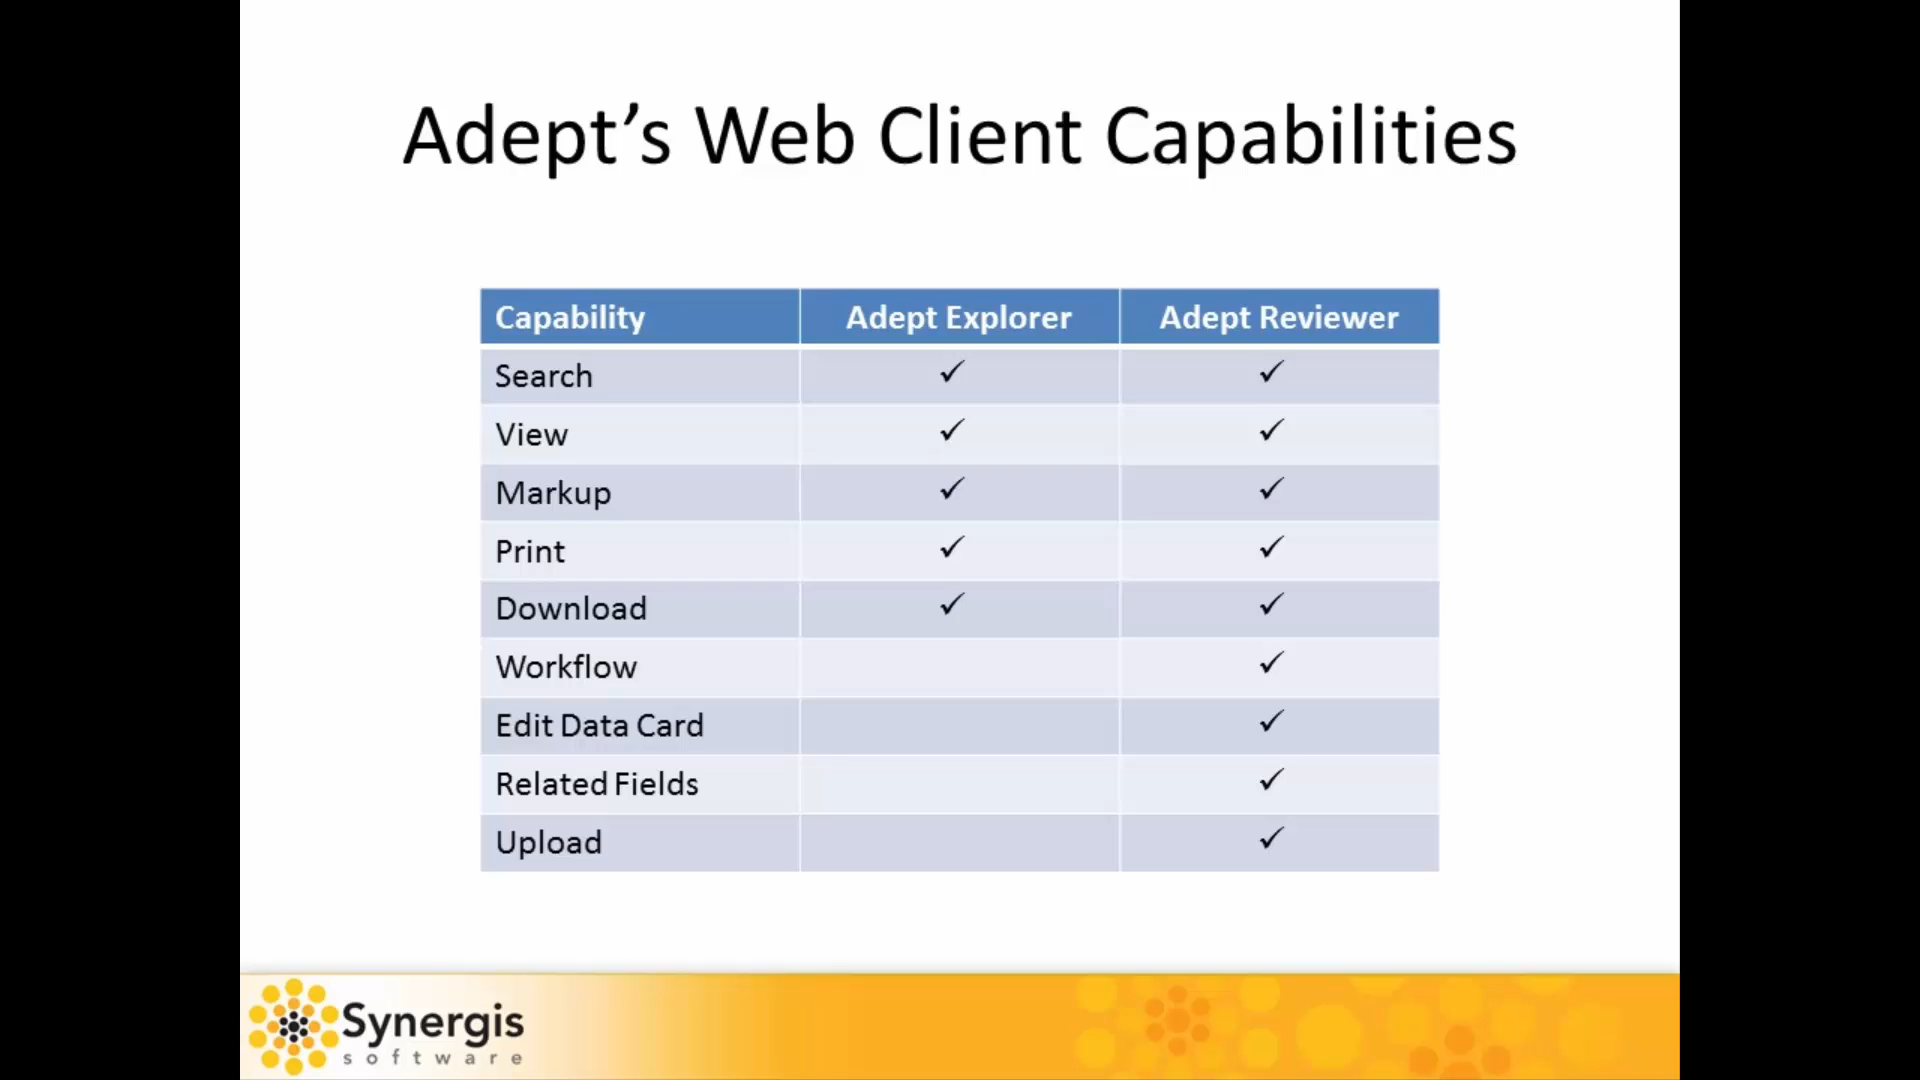 Adept’s Web Client Capabilities
Capability Adept Explorer Adept Reviewer
Search ✓ ✓
View ✓ ✓
Markup ✓ ✓
Print ✓ ✓
Download ✓ ✓
Workflow ✓
Edit Data Card ✓
Related Fields ✓
Upload ✓
Synergis
software